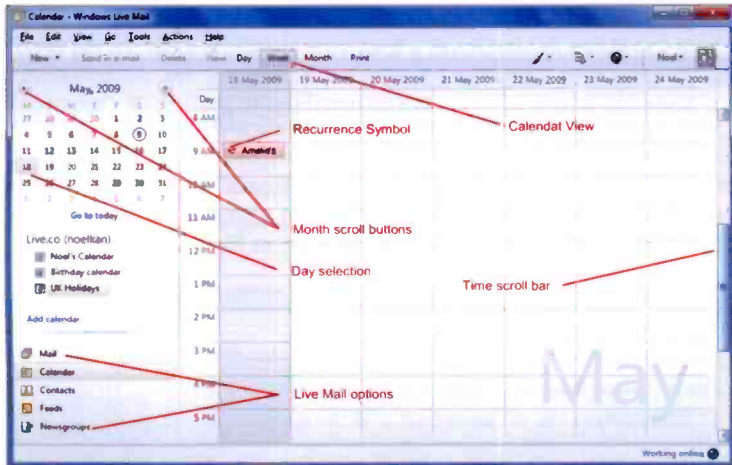 Calendar - Windows Live Mail
File Edit View Go Tools Actions Help
New Send in e-mail Delete View Day Week Month Print Noel
May, 2009
M W T F S S
27 28 29 30 1 2 3
4 5 6 7 8 9 10
11 12 13 14 15 16 17
18 19 20 21 22 23 24
25 26 27 28 29 30 31
1 2 3 4 5 6 7
Go to today
Live.co (noelkan)
Noel's Calendar
Birthday calendar
UK Holidays
Add calendar
Mail
Calendar
Contacts
Feeds
Newsgroups
18 May 2009 19 May 2009 20 May 2009 21 May 2009 22 May 2009 23 May 2009 24 May 2009
Day
8 AM
9 AM Amanda's
10 AM
11 AM
12 PM
1 PM
2 PM
3 PM
4 PM
5 PM
Recurrence Symbol
Calendat View
Month scroll buttons
Day selection
Time scroll bar
Live Mail options
May
Working online